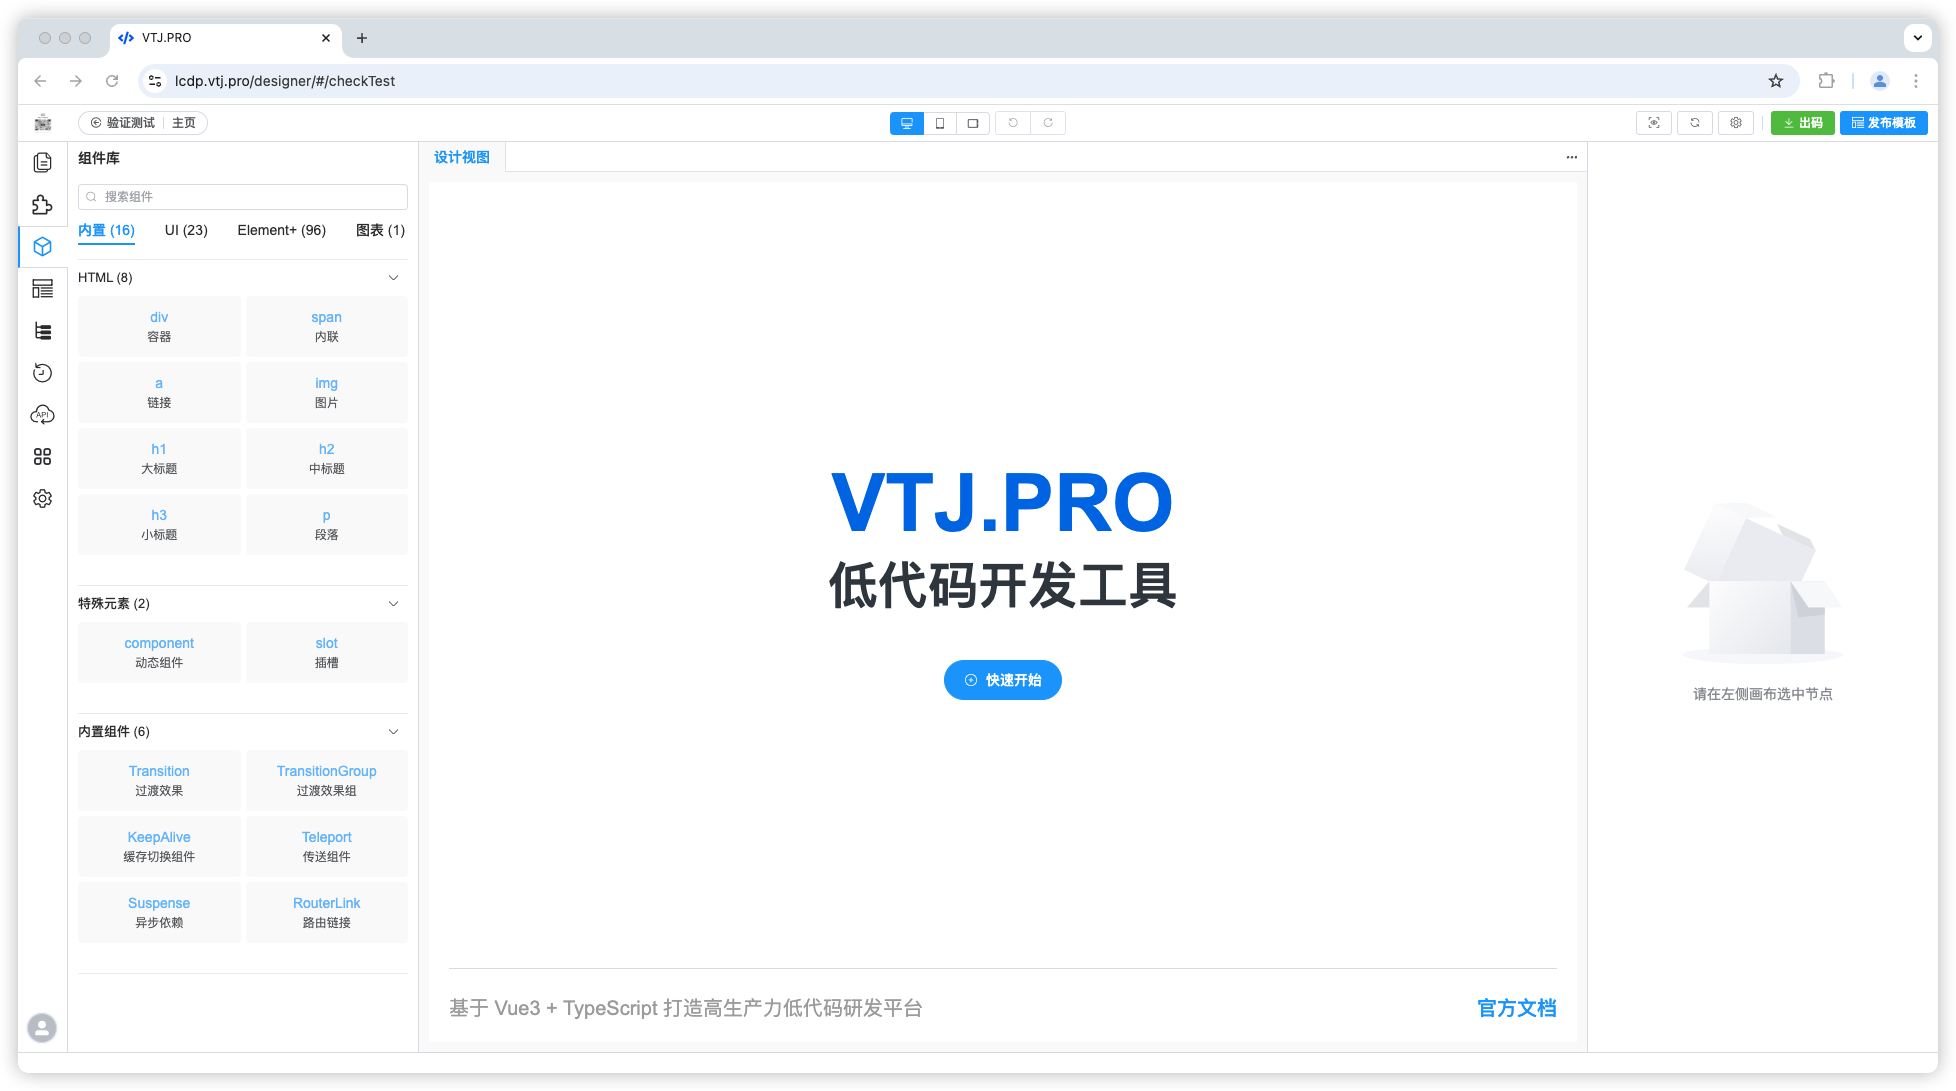 VTJ.PRO
lcdp.vtj.pro/designer/#/checkTest
验证测试 主页
出码 发布模板
组件库
搜索组件
内置 (16) UI (23) Element+ (96) 图表 (1)
HTML (8)
div span
容器 内联
a img
链接 图片
h1 h2
大标题 中标题
h3 p
小标题 段落
特殊元素 (2)
component slot
动态组件 插槽
内置组件 (6)
Transition TransitionGroup
过渡效果 过渡效果组
KeepAlive Teleport
缓存切换组件 传送组件
Suspense RouterLink
异步依赖 路由链接
API
设计视图
VTJ.PRO
低代码开发工具
快速开始
基于 Vue3 + TypeScript 打造高生产力低代码研发平台
官方文档
请在左侧画布选中节点